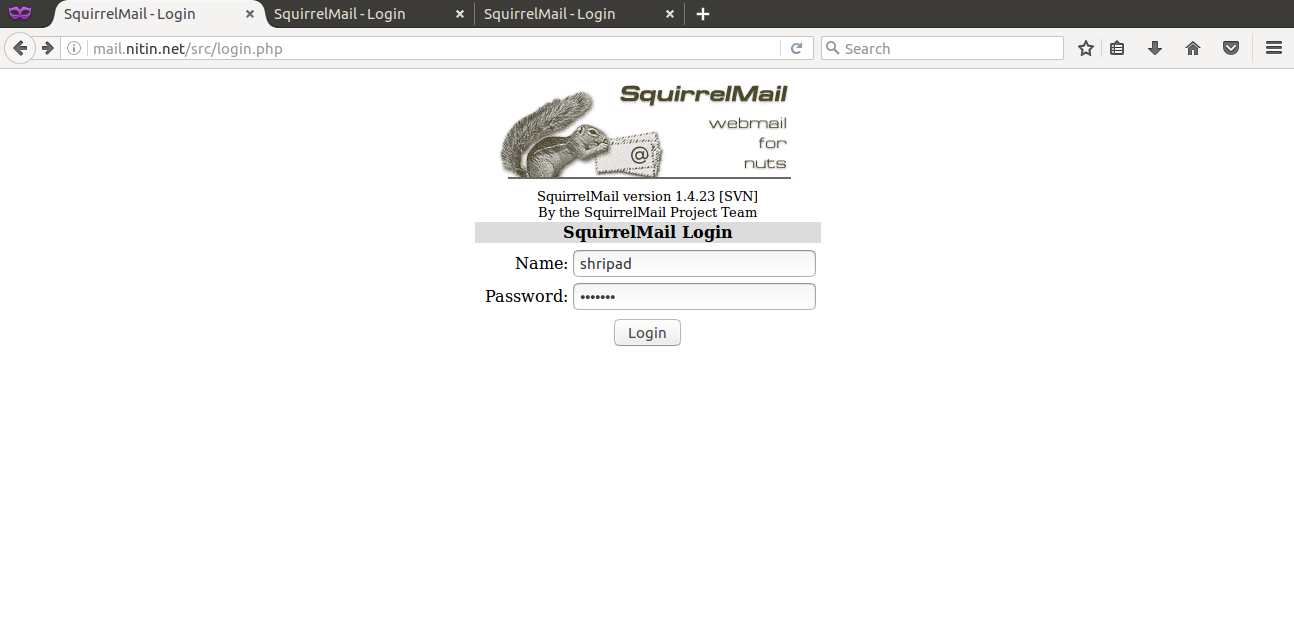 SquirrelMail - Login SquirrelMail - Login SquirrelMail - Login
mail.nitin.net/src/login.php Search
SquirrelMail
webmail
for
nuts
@
SquirrelMail version 1.4.23 [SVN]
By the SquirrelMail Project Team
SquirrelMail Login
Name: shripad
Password: •••••••
Login